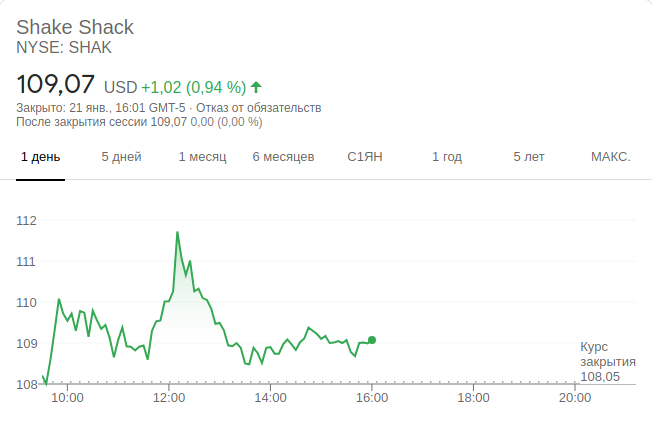 Shake Shack
NYSE: SHAK
109,07 USD +1,02 (0,94 %)
Закрыто: 21 янв., 16:01 GMT-5 · Отказ от обязательств
После закрытия сессии 109,07 0,00 (0,00 %)
1 день 5 дней 1 месяц 6 месяцев С1ЯН 1 год 5 лет МАКС.
112
111
110
109
108
Курс
закрытия
108,05
10:00 12:00 14:00 16:00 18:00 20:00